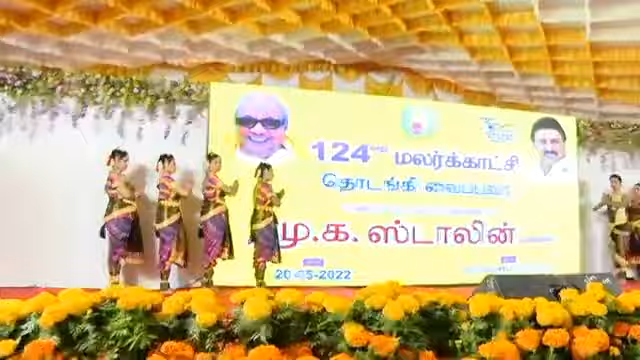 124 மலர்க்காட்சி
தொடங்கி வைப்பவர்
மு.க. ஸ்டாலின்
20-05-2022